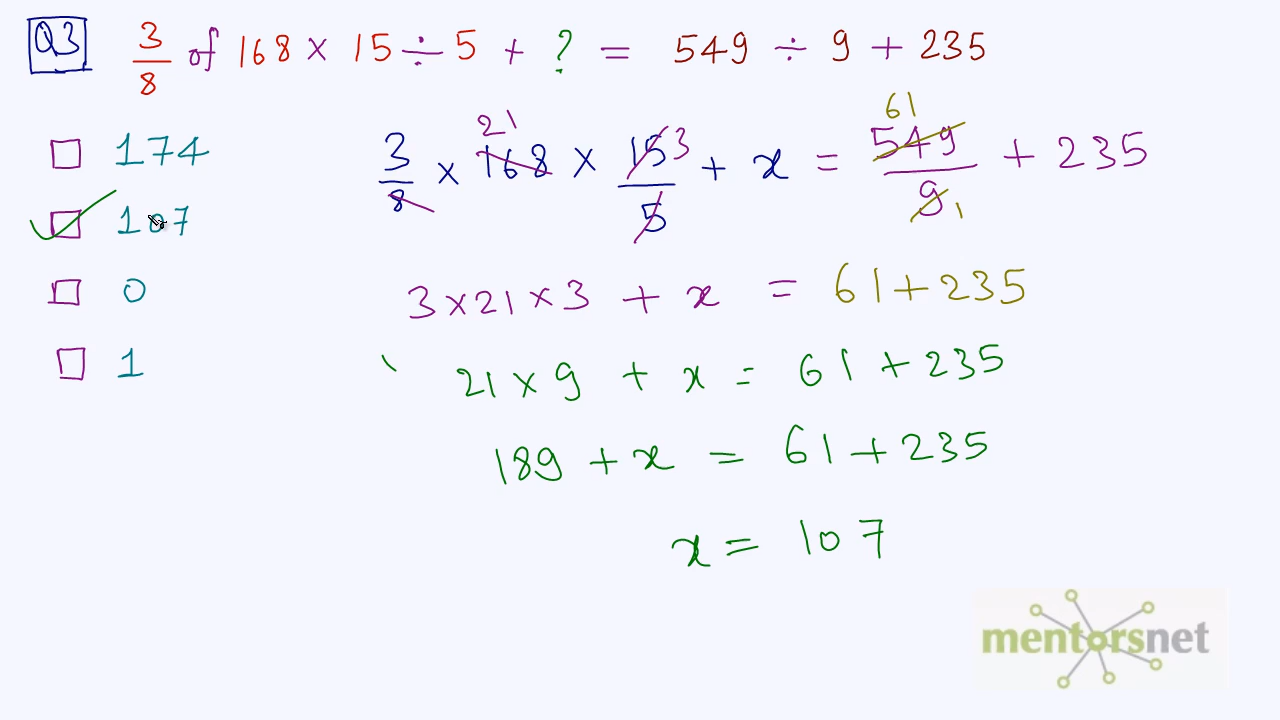 Q3 3/8 of 168 × 15 ÷ 5 + ? = 549 ÷ 9 + 235
174
107
0
1
3/8 × 168 21 × 15 3/5 + x = 549 61/9 1 + 235
3×21×3 + x = 61+235
21×9 + x = 61+235
189 + x = 61+235
x = 107
mentorsnet